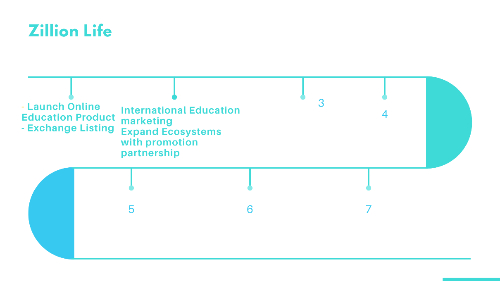 Zillion Life
Launch Online
Education Product
- Exchange Listing
International Education
marketing
Expand Ecosystems
with promotion
partnership
3
4
5
6
7